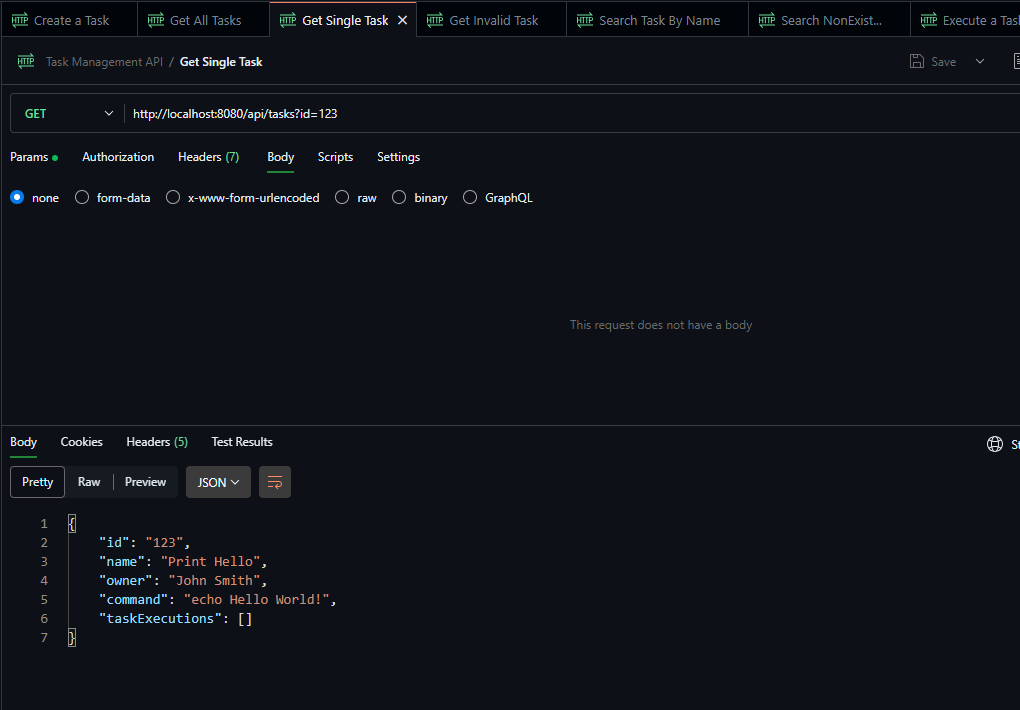 HTTP Create a Task HTTP Get All Tasks HTTP Get Single Task HTTP Get Invalid Task HTTP Search Task By Name HTTP Search NonExist... HTTP Execute a Tas
HTTP Task Management API / Get Single Task Save
GET http://localhost:8080/api/tasks?id=123
Params Authorization Headers (7) Body Scripts Settings
none form-data x-www-form-urlencoded raw binary GraphQL
This request does not have a body
Body Cookies Headers (5) Test Results St
Pretty Raw Preview JSON
1 {
2 "id": "123",
3 "name": "Print Hello",
4 "owner": "John Smith",
5 "command": "echo Hello World!",
6 "taskExecutions": []
7 }